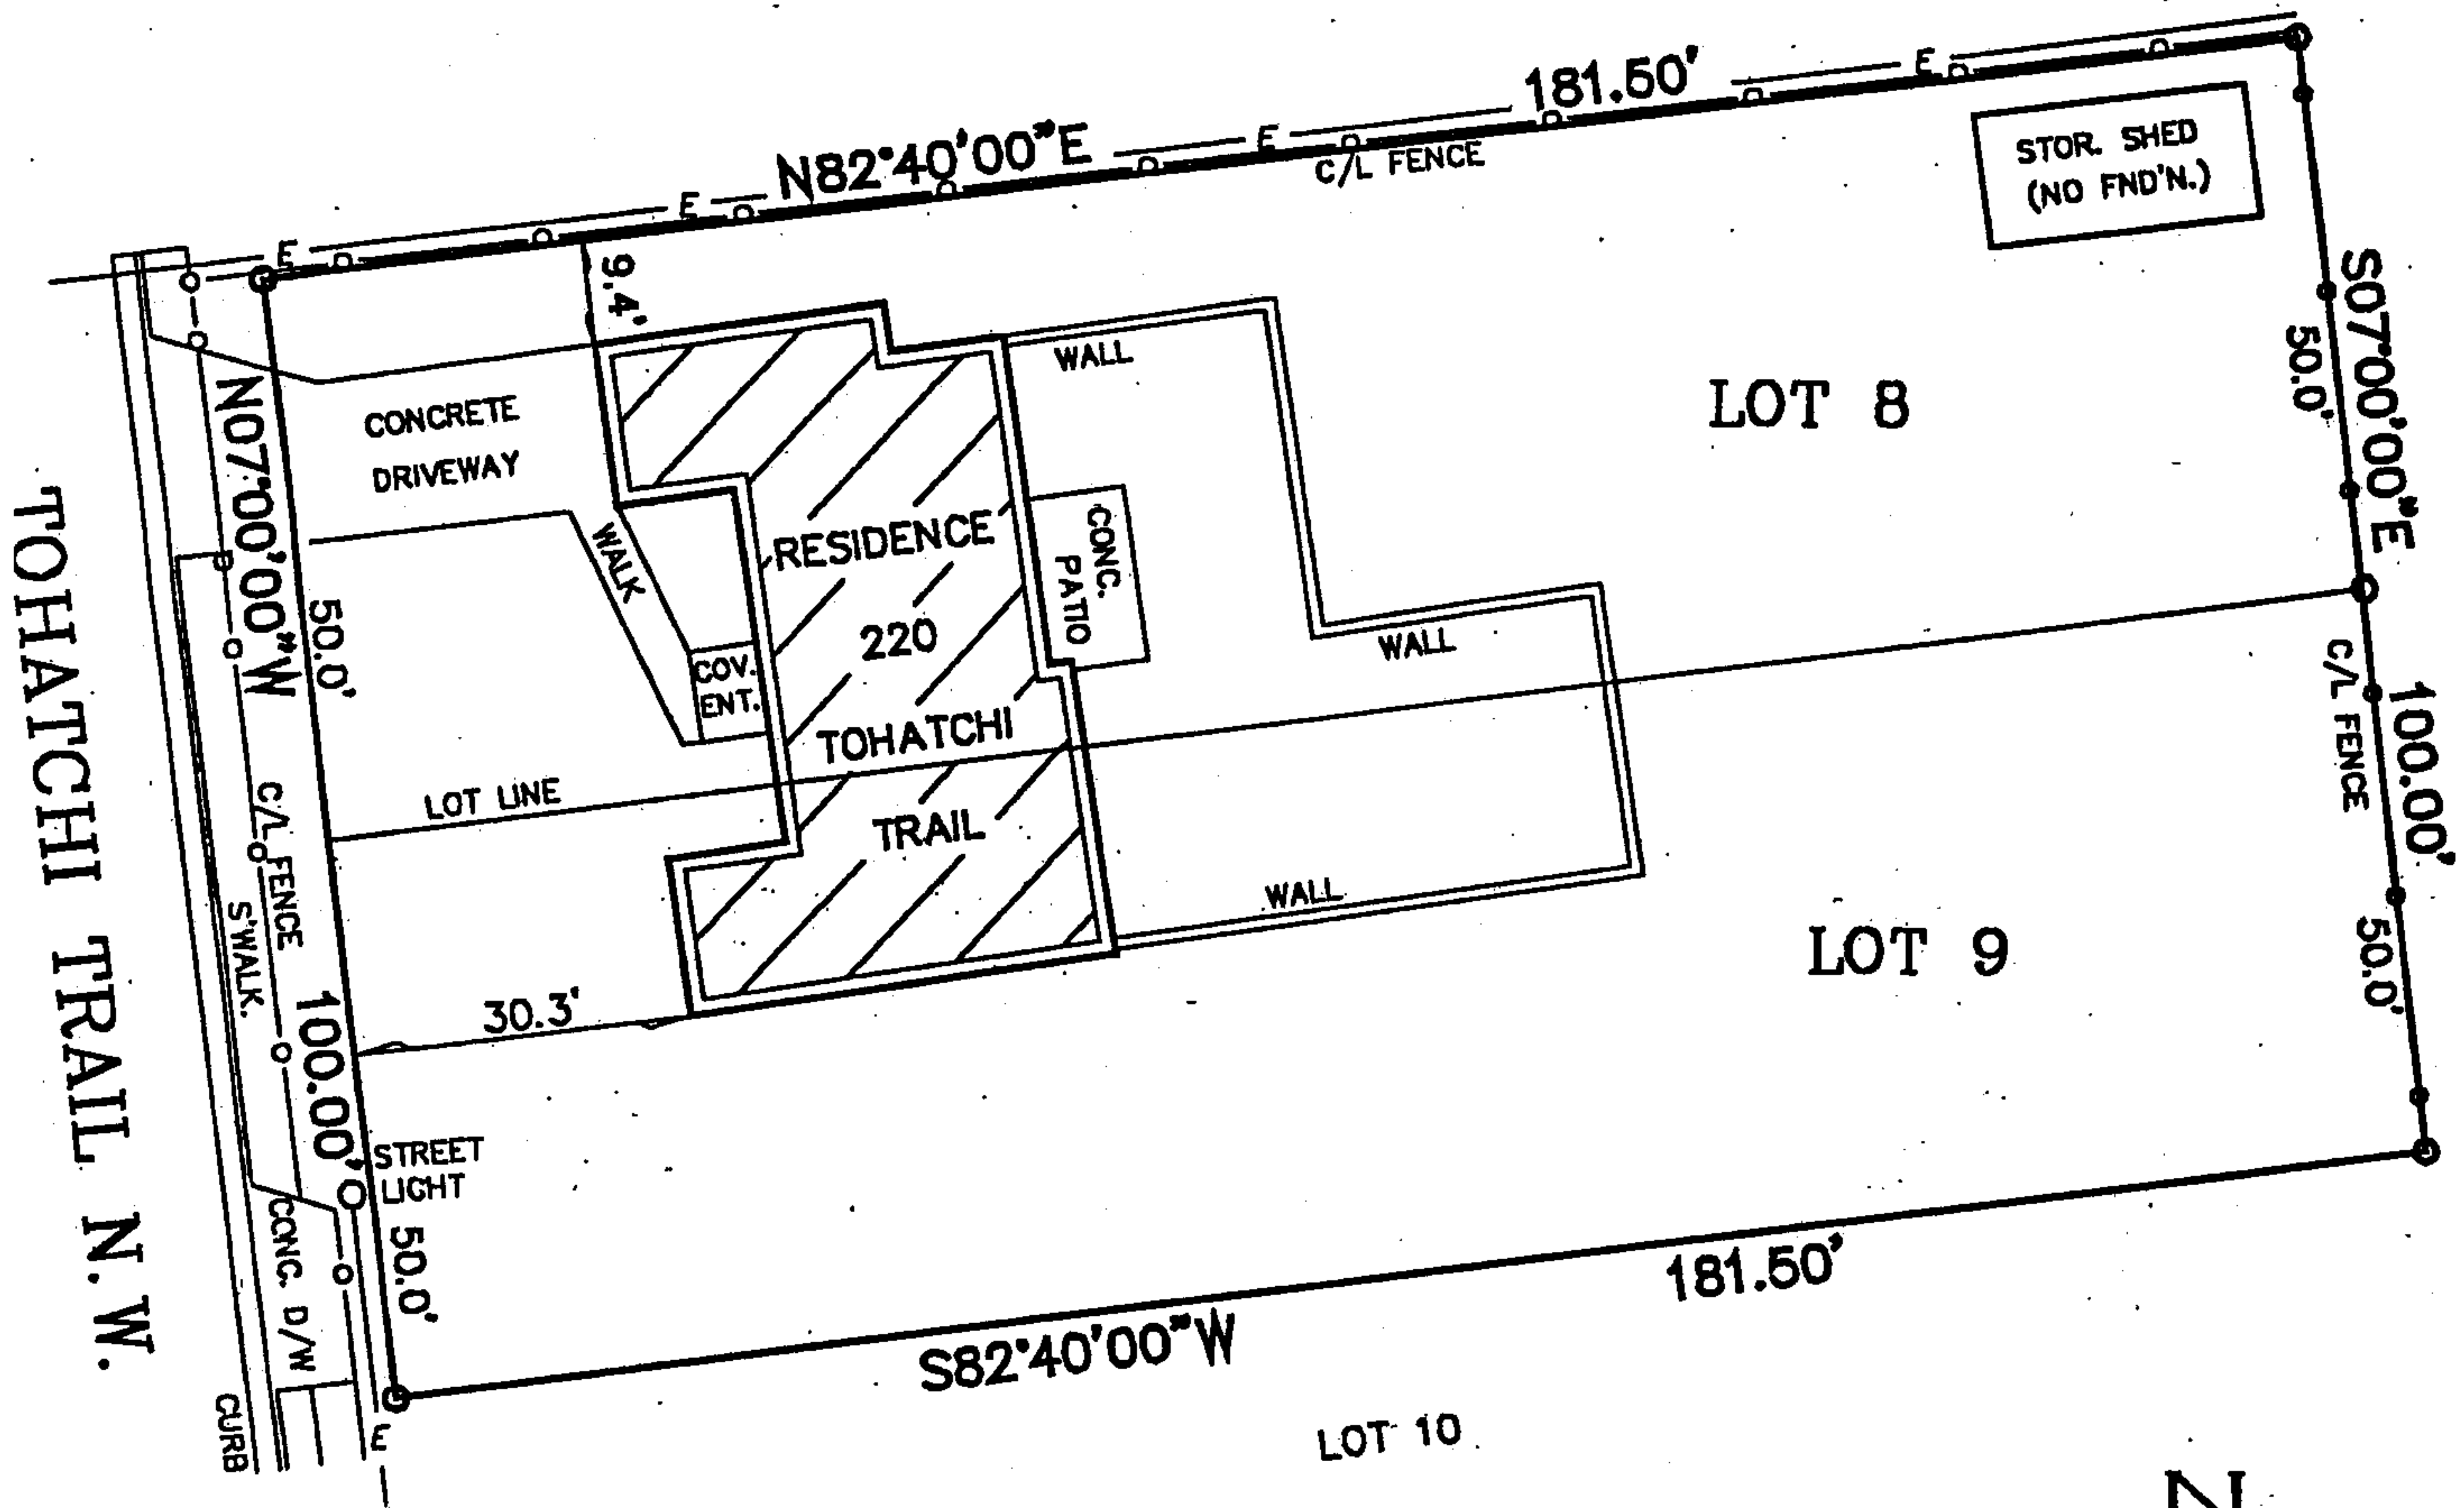 181.50'
N82°40'00"E
E
E
E
E
C/L FENCE
STOR. SHED
(NO FND'N.)
9.4'
WALL
S07°00'00"E
50.0'
LOT 8
CONCRETE
DRIVEWAY
N07°00'00"W
50.0'
WALK
RESIDENCE
CONC.
PATIO
220
COV.
ENT.
WALL
TOHATCHI
LOT LINE
TRAIL
C/L FENCE
100.00'
TOHATCHI TRAIL N.W.
C/L FENCE
S'WALK.
WALL
LOT 9
50.0'
30.3'
100.00'
STREET
LIGHT
50.0'
CONC. D/W
CURB
E
181.50'
S82°40'00"W
LOT 10
N